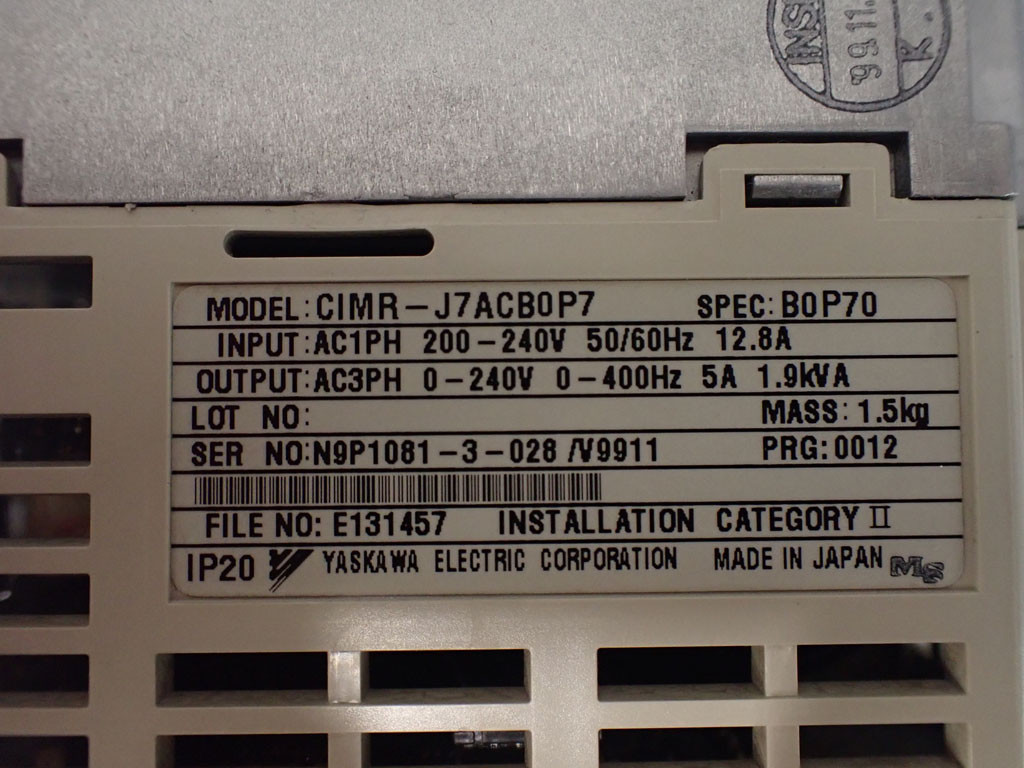 '99.11.
K.
MODEL:CIMR-J7ACB0P7 SPEC:B0P70
INPUT:AC1PH 200-240V 50/60Hz 12.8A
OUTPUT:AC3PH 0-240V 0-400Hz 5A 1.9kVA
LOT NO: MASS:1.5kg
SER NO:N9P1081-3-028/V9911 PRG:0012
FILE NO: E131457 INSTALLATION CATEGORY II
IP20 YASKAWA ELECTRIC CORPORATION MADE IN JAPAN